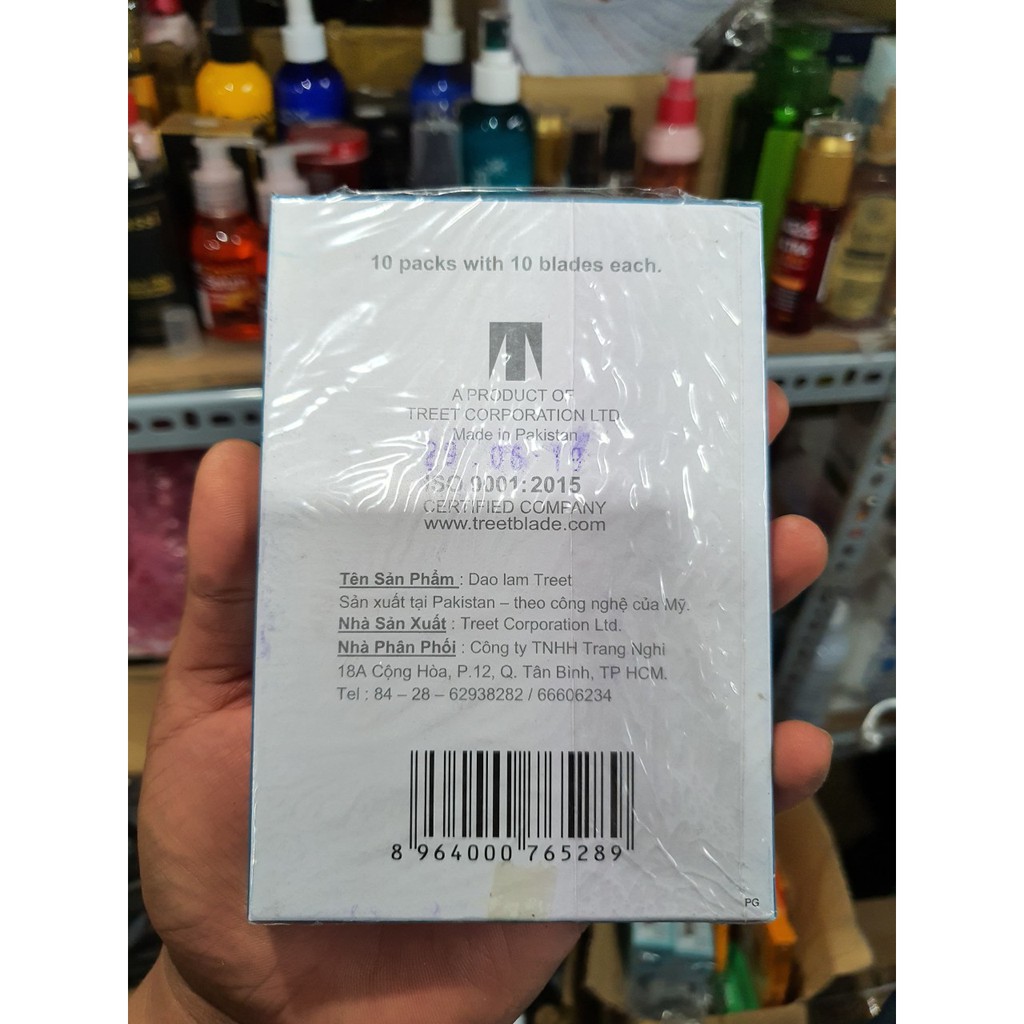 10 packs with 10 blades each.
A PRODUCT OF
TREET CORPORATION LTD
Made in Pakistan
ISO 9001:2015
CERTIFIED COMPANY
www.treetblade.com
Tên Sản Phẩm : Dao lam Treet
Sản xuất tại Pakistan – theo công nghệ của Mỹ.
Nhà Sản Xuất : Treet Corporation Ltd.
Nhà Phân Phối : Công ty TNHH Trang Nghi
18A Cộng Hòa, P.12, Q. Tân Bình, TP HCM.
Tel : 84 – 28 – 62938282 / 66606234
8 964000 765289
PG